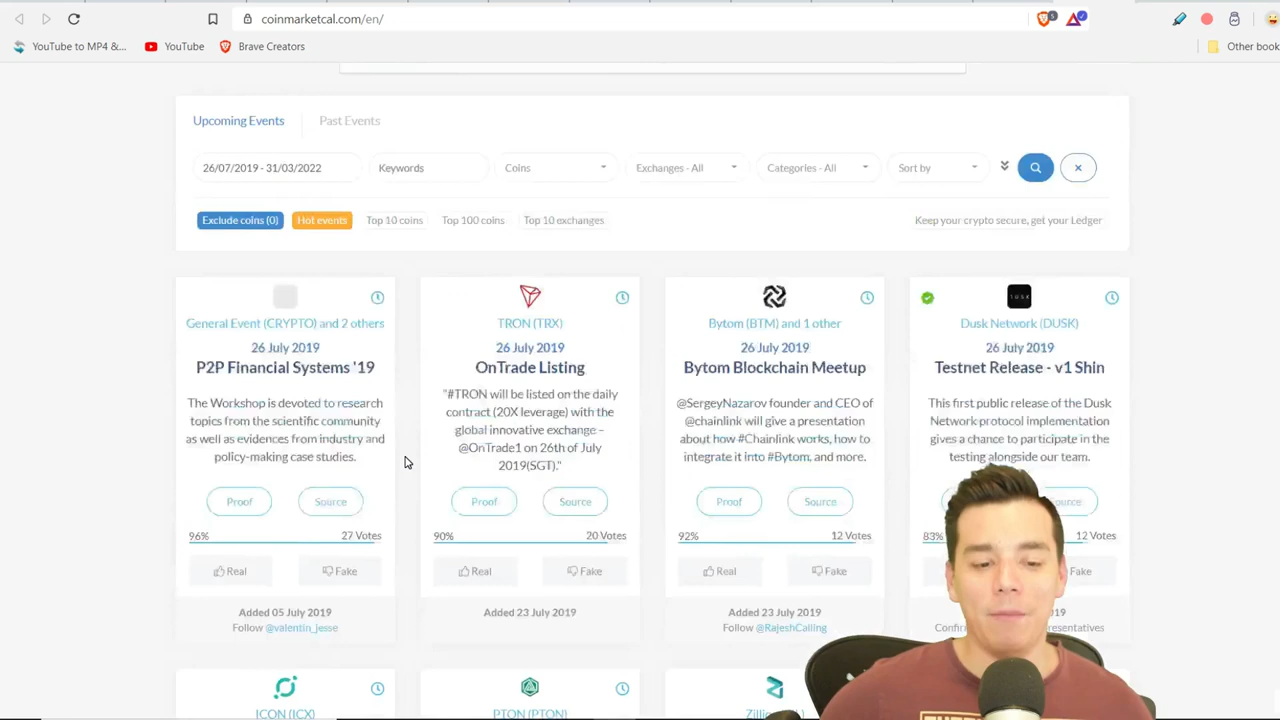 coinmarketcal.com/en/
5
YouTube to MP4 &...
YouTube
Brave Creators
Other book
Upcoming Events
Past Events
26/07/2019 - 31/03/2022
Keywords
Coins
Exchanges - All
Categories - All
Sort by
Exclude coins (0)
Hot events
Top 10 coins
Top 100 coins
Top 10 exchanges
Keep your crypto secure, get your Ledger
General Event (CRYPTO) and 2 others
26 July 2019
P2P Financial Systems '19
The Workshop is devoted to research
topics from the scientific community
as well as evidences from industry and
policy-making case studies.
Proof
Source
96%
27 Votes
Real
Fake
Added 05 July 2019
Follow @valentin_jesse
TRON (TRX)
26 July 2019
OnTrade Listing
"#TRON will be listed on the daily
contract (20X leverage) with the
global innovative exchange –
@OnTrade1 on 26th of July
2019(SGT)."
Proof
Source
90%
20 Votes
Real
Fake
Added 23 July 2019
Bytom (BTM) and 1 other
26 July 2019
Bytom Blockchain Meetup
@SergeyNazarov founder and CEO of
@chainlink will give a presentation
about how #Chainlink works, how to
integrate it into #Bytom, and more.
Proof
Source
92%
12 Votes
Real
Fake
Added 23 July 2019
Follow @RajeshCalling
DUSK
Dusk Network (DUSK)
26 July 2019
Testnet Release - v1 Shin
This first public release of the Dusk
Network protocol implementation
gives a chance to participate in the
testing alongside our team.
83%
12 Votes
Fake
ICON (ICX)
PTON (PTON)